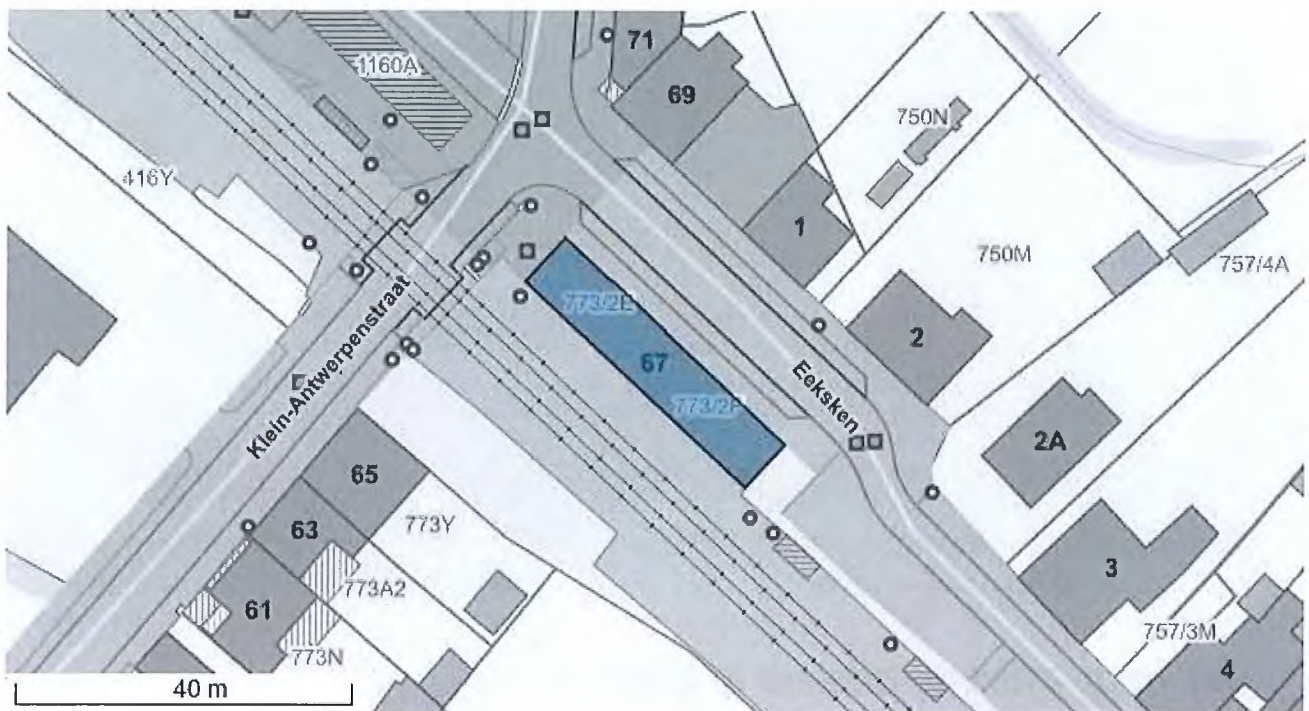 71
1160A
69
750N
416Y
1
750M
757/4A
773/2E
2
67
Klein-Antwerpenstraat
Eeksken
773/2F
2A
65
773Y
63
3
773A2
61
757/3M
773N
4
40 m